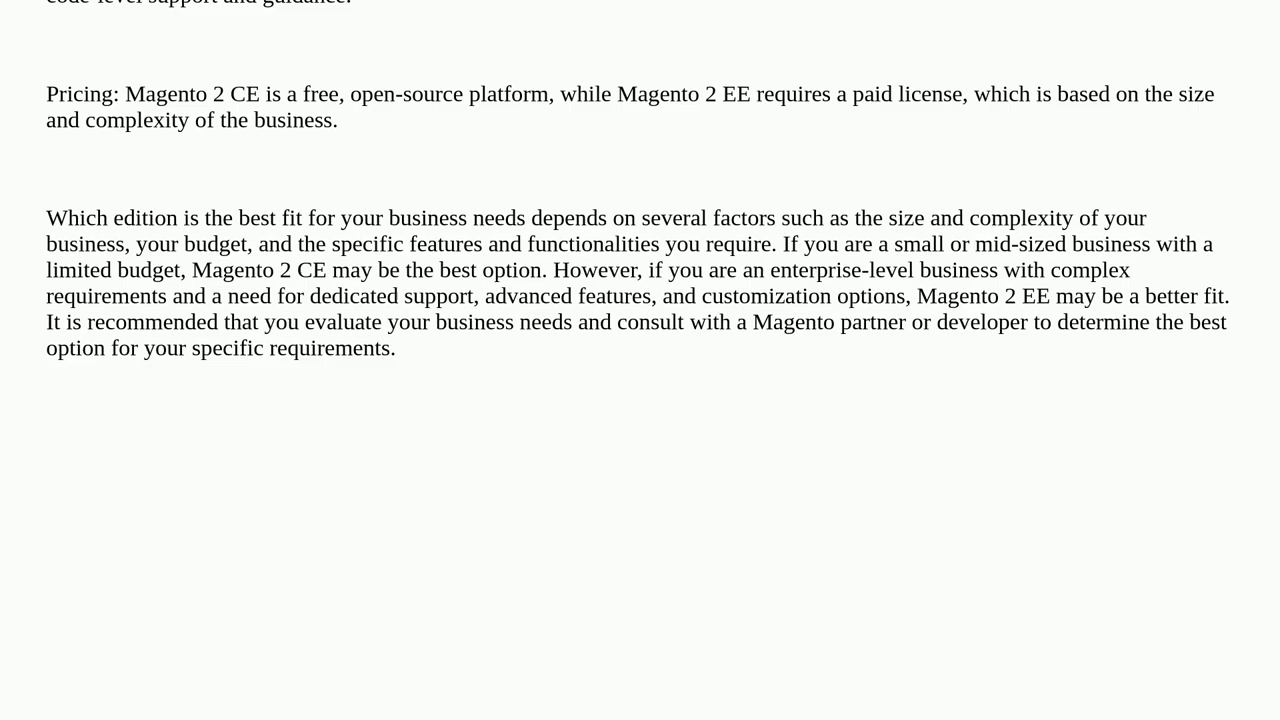 code-level support and guidance.
Pricing: Magento 2 CE is a free, open-source platform, while Magento 2 EE requires a paid license, which is based on the size
and complexity of the business.
Which edition is the best fit for your business needs depends on several factors such as the size and complexity of your
business, your budget, and the specific features and functionalities you require. If you are a small or mid-sized business with a
limited budget, Magento 2 CE may be the best option. However, if you are an enterprise-level business with complex
requirements and a need for dedicated support, advanced features, and customization options, Magento 2 EE may be a better fit.
It is recommended that you evaluate your business needs and consult with a Magento partner or developer to determine the best
option for your specific requirements.